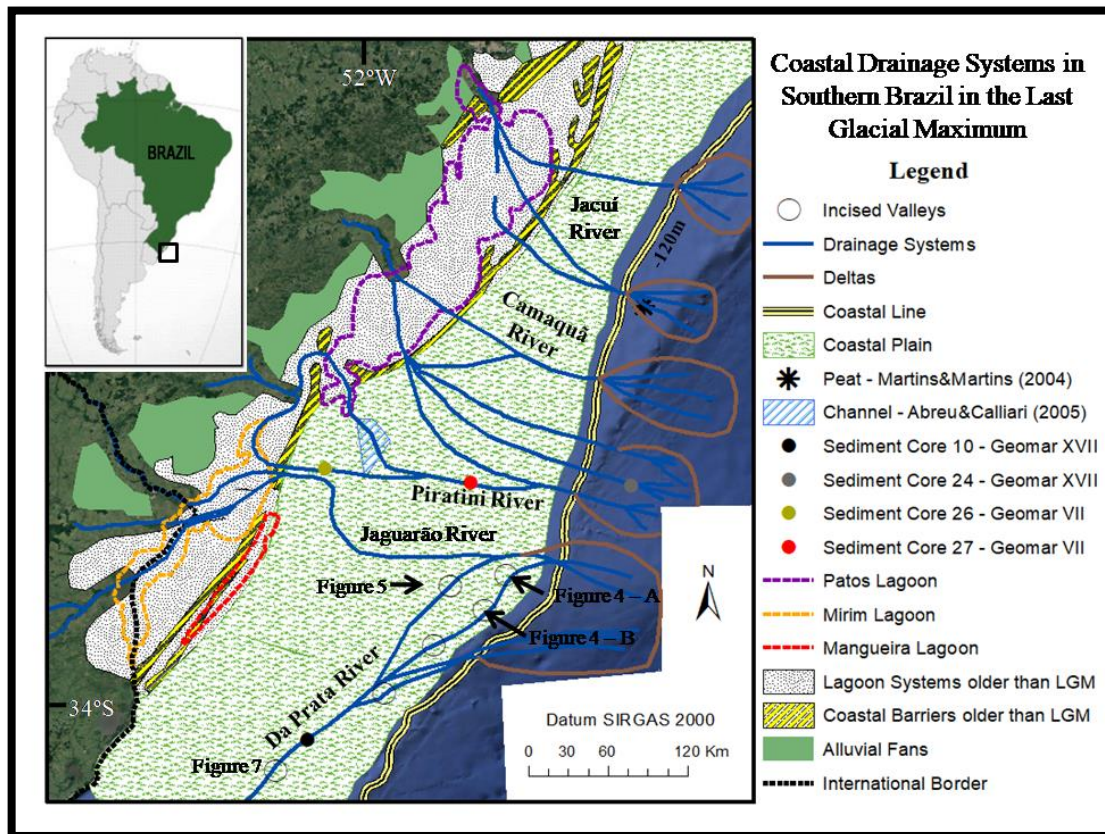 BRAZIL
52°W
34°S
Jacuí
River
-120m
Camaquã
River
Piratini River
Jaguarão River
Figure 5
Figure 4 – A
Figure 4 – B
Da Prata River
Figure 7
N
Datum SIRGAS 2000
0 30 60 120 Km
Coastal Drainage Systems in
Southern Brazil in the Last
Glacial Maximum
Legend
Incised Valleys
Drainage Systems
Deltas
Coastal Line
Coastal Plain
Peat - Martins&Martins (2004)
Channel - Abreu&Calliari (2005)
Sediment Core 10 - Geomar XVII
Sediment Core 24 - Geomar XVII
Sediment Core 26 - Geomar VII
Sediment Core 27 - Geomar VII
Patos Lagoon
Mirim Lagoon
Mangueira Lagoon
Lagoon Systems older than LGM
Coastal Barriers older than LGM
Alluvial Fans
International Border